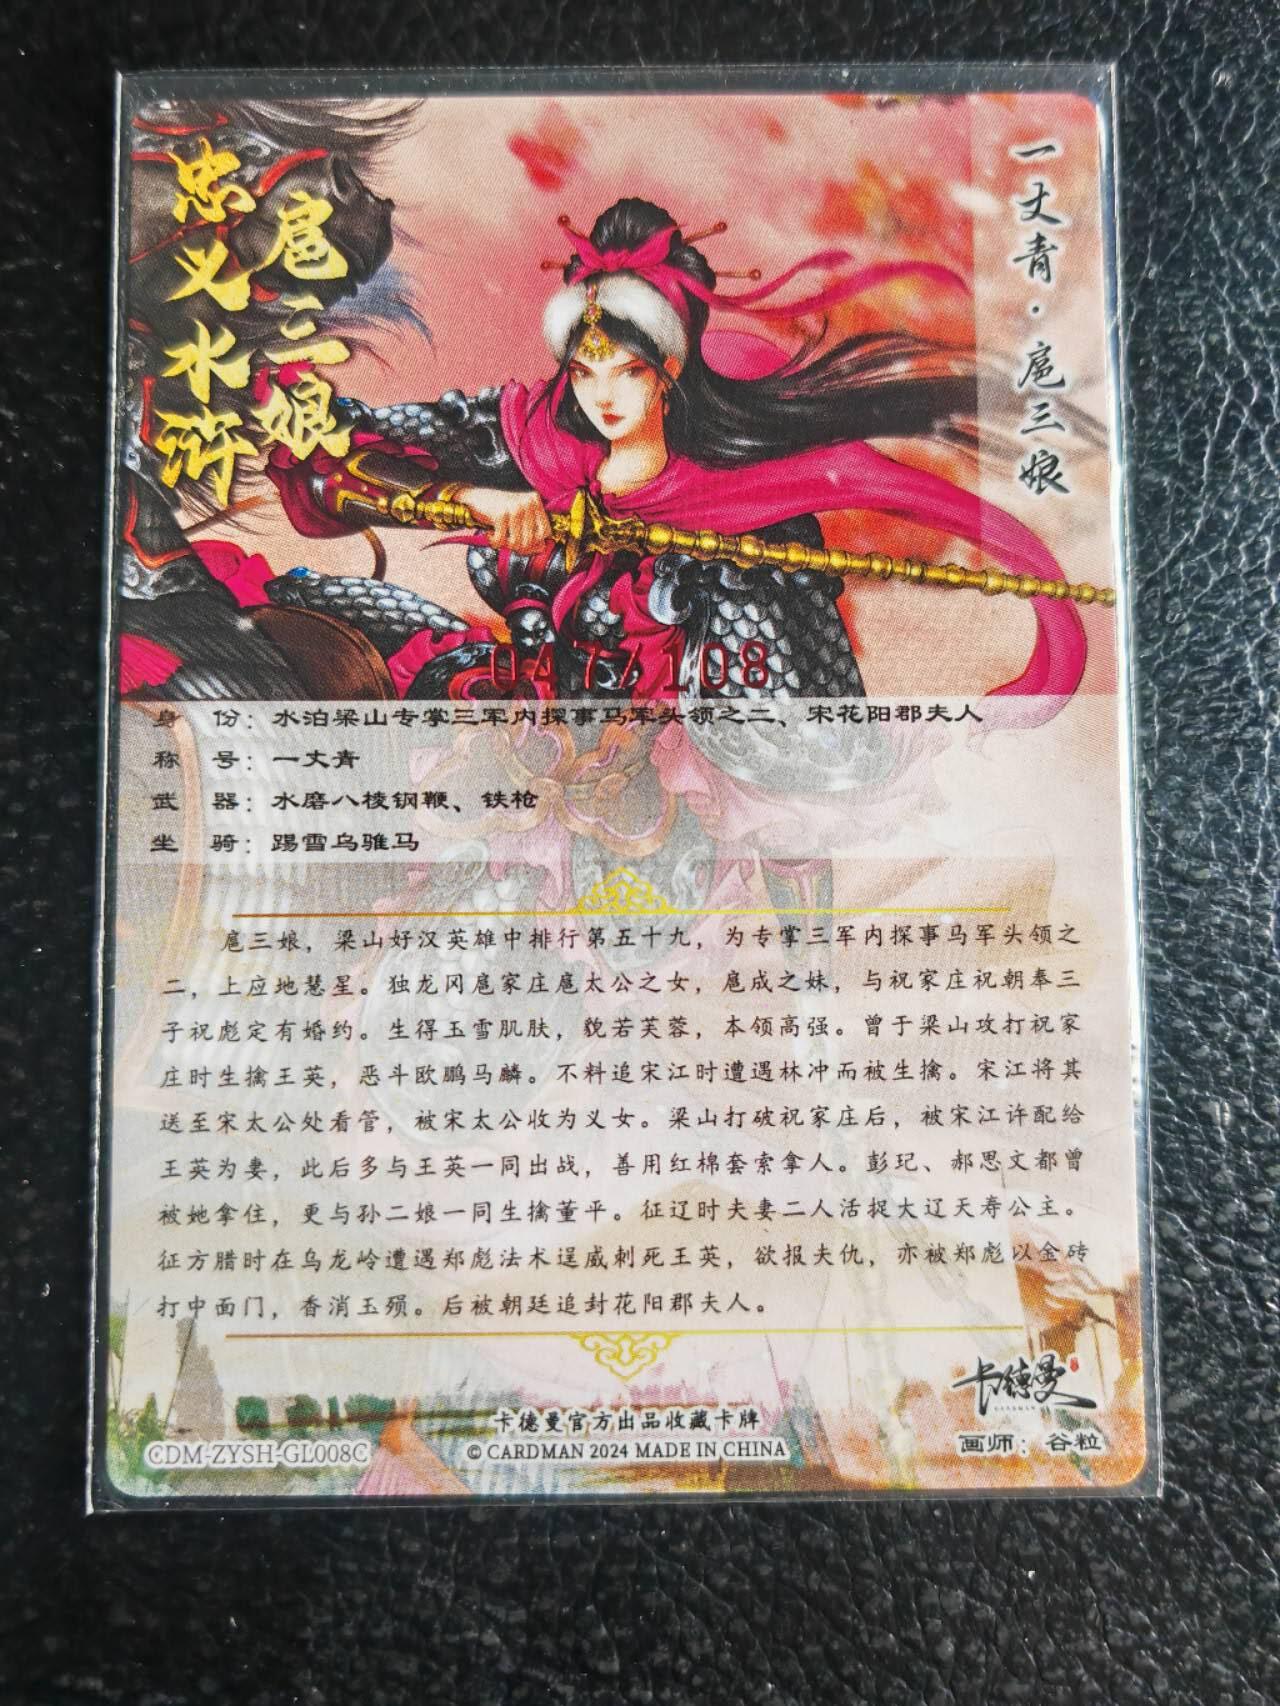 忠义水浒
扈三娘
一丈青·扈三娘
047/108
身 份：水泊梁山专掌三军内探事马军头领之二、宋花阳郡夫人
称 号：一丈青
武 器：水磨八棱钢鞭、铁枪
坐 骑：踢雪乌骓马
扈三娘，梁山好汉英雄中排行第五十九，为专掌三军内探事马军头领之
二，上应地慧星。独龙冈扈家庄扈太公之女，扈成之妹，与祝家庄祝朝奉三
子祝彪定有婚约。生得玉雪肌肤，貌若芙蓉，本领高强。曾于梁山攻打祝家
庄时生擒王英，恶斗欧鹏马麟。不料追宋江时遭遇林冲而被生擒。宋江将其
送至宋太公处看管，被宋太公收为义女。梁山打破祝家庄后，被宋江许配给
王英为妻，此后多与王英一同出战，善用红棉套索拿人。彭玘、郝思文都曾
被她拿住，更与孙二娘一同生擒董平。征辽时夫妻二人活捉大辽天寿公主。
征方腊时在乌龙岭遭遇郑彪法术逞威刺死王英，欲报夫仇，亦被郑彪以金砖
打中面门，香消玉殒。后被朝廷追封花阳郡夫人。
卡德曼
CARDMAN
卡德曼官方出品收藏卡牌
CDM-ZYSH-GL008C
© CARDMAN 2024 MADE IN CHINA
画师：谷粒